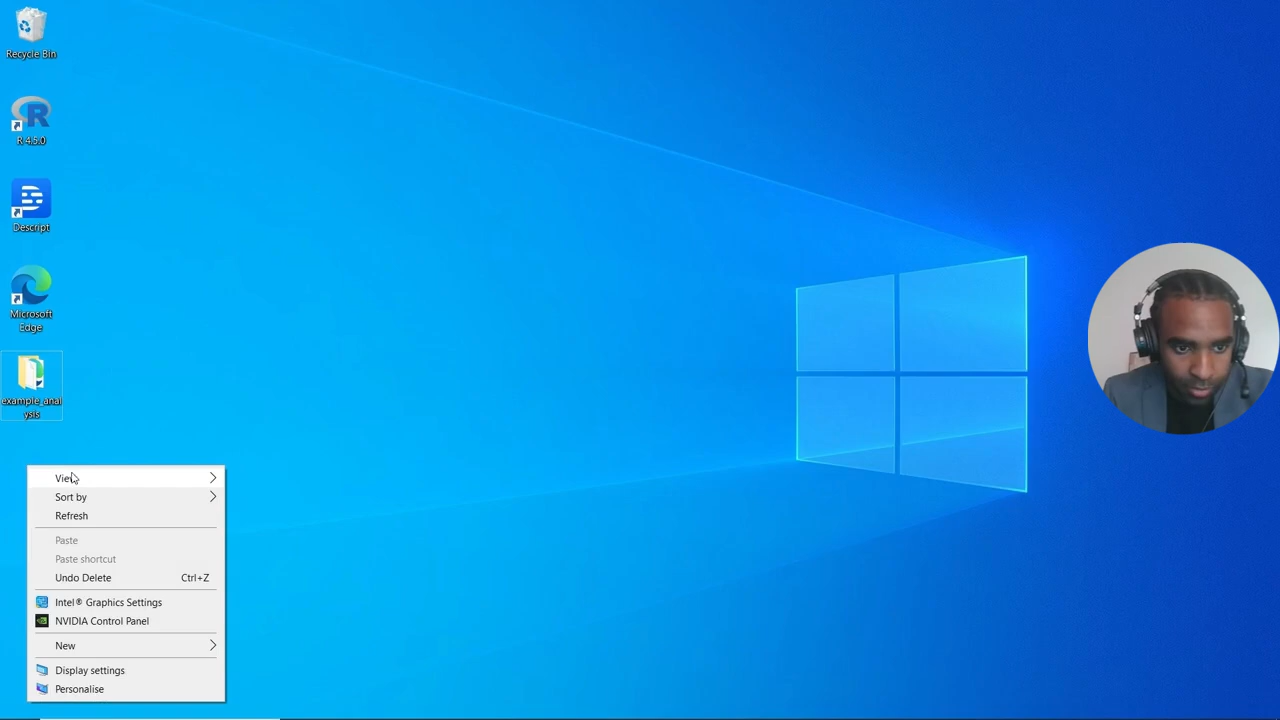 Recycle Bin
R 4.5.0
Descript
Microsoft
Edge
example_anal
ysis
View
Sort by
Refresh
Paste
Paste shortcut
Undo Delete Ctrl+Z
Intel® Graphics Settings
NVIDIA Control Panel
New
Display settings
Personalise